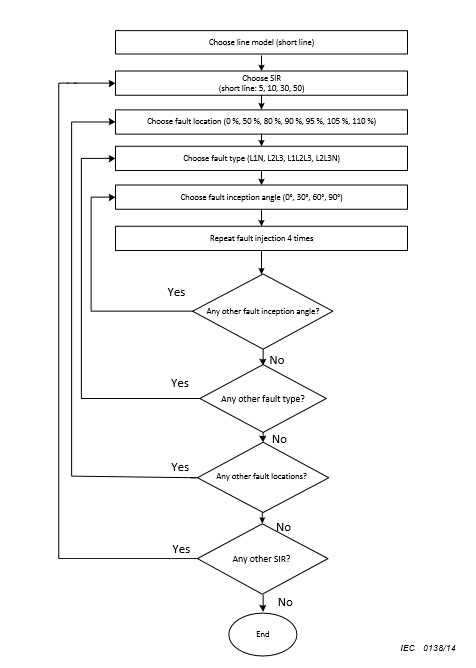 Choose line model (short line)
Choose SIR
(short line: 5, 10, 30, 50)
Choose fault location (0 %, 50 %, 80 %, 90 %, 95 %, 105 %, 110 %)
Choose fault type (L1N, L2L3, L1L2L3, L2L3N)
Choose fault inception angle (0°, 30°, 60°, 90°)
Repeat fault injection 4 times
Yes
Any other fault inception angle?
No
Yes
Any other fault type?
No
Yes
Any other fault locations?
No
Yes
Any other SIR?
No
End
IEC 0138/14